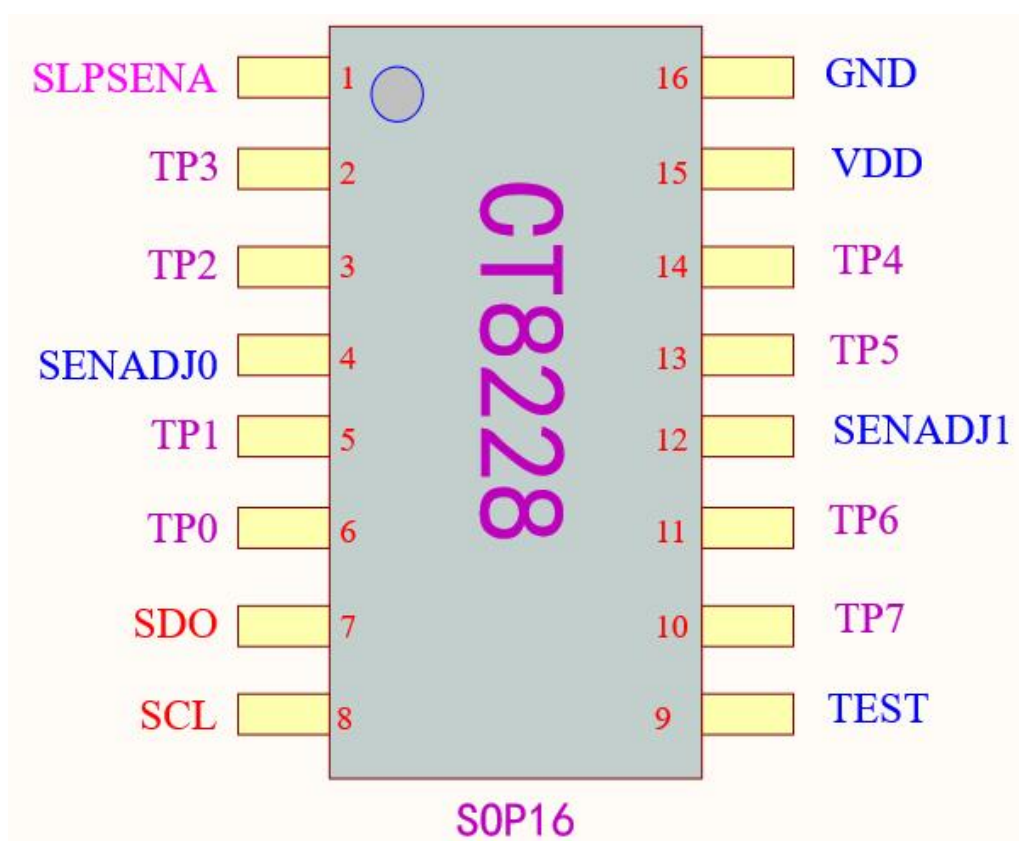 SLPSENA 1 16 GND
TP3 2 15 VDD
TP2 3 14 TP4
SENADJ0 4 13 TP5
TP1 5 12 SENADJ1
TP0 6 11 TP6
SDO 7 10 TP7
SCL 8 9 TEST
CT8228
SOP16